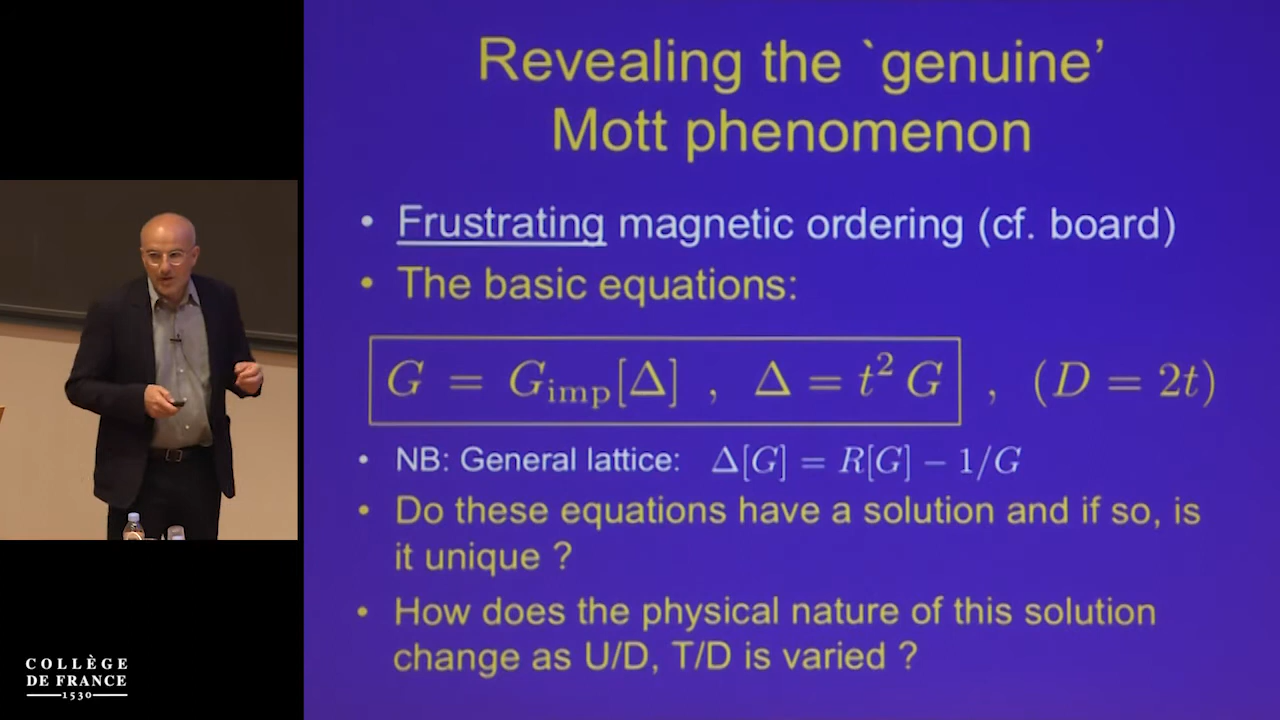 Revealing the `genuine’
Mott phenomenon
• Frustrating magnetic ordering (cf. board)
• The basic equations:
G = G_imp[Δ] , Δ = t² G , (D = 2t)
• NB: General lattice: Δ[G] = R[G] − 1/G
• Do these equations have a solution and if so, is
it unique ?
• How does the physical nature of this solution
change as U/D, T/D is varied ?
COLLÈGE
DE FRANCE
1530